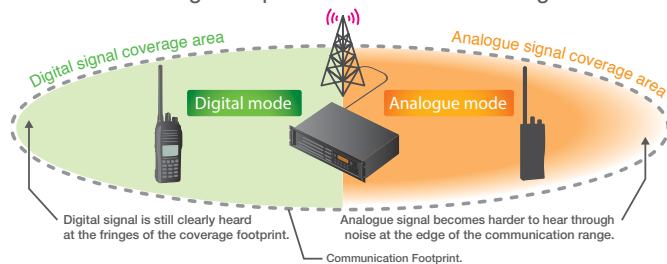 Digital signal coverage area
Analogue signal coverage area
Digital mode
Analogue mode
Digital signal is still clearly heard
at the fringes of the coverage footprint.
Analogue signal becomes harder to hear through
noise at the edge of the communication range.
Communication Footprint.